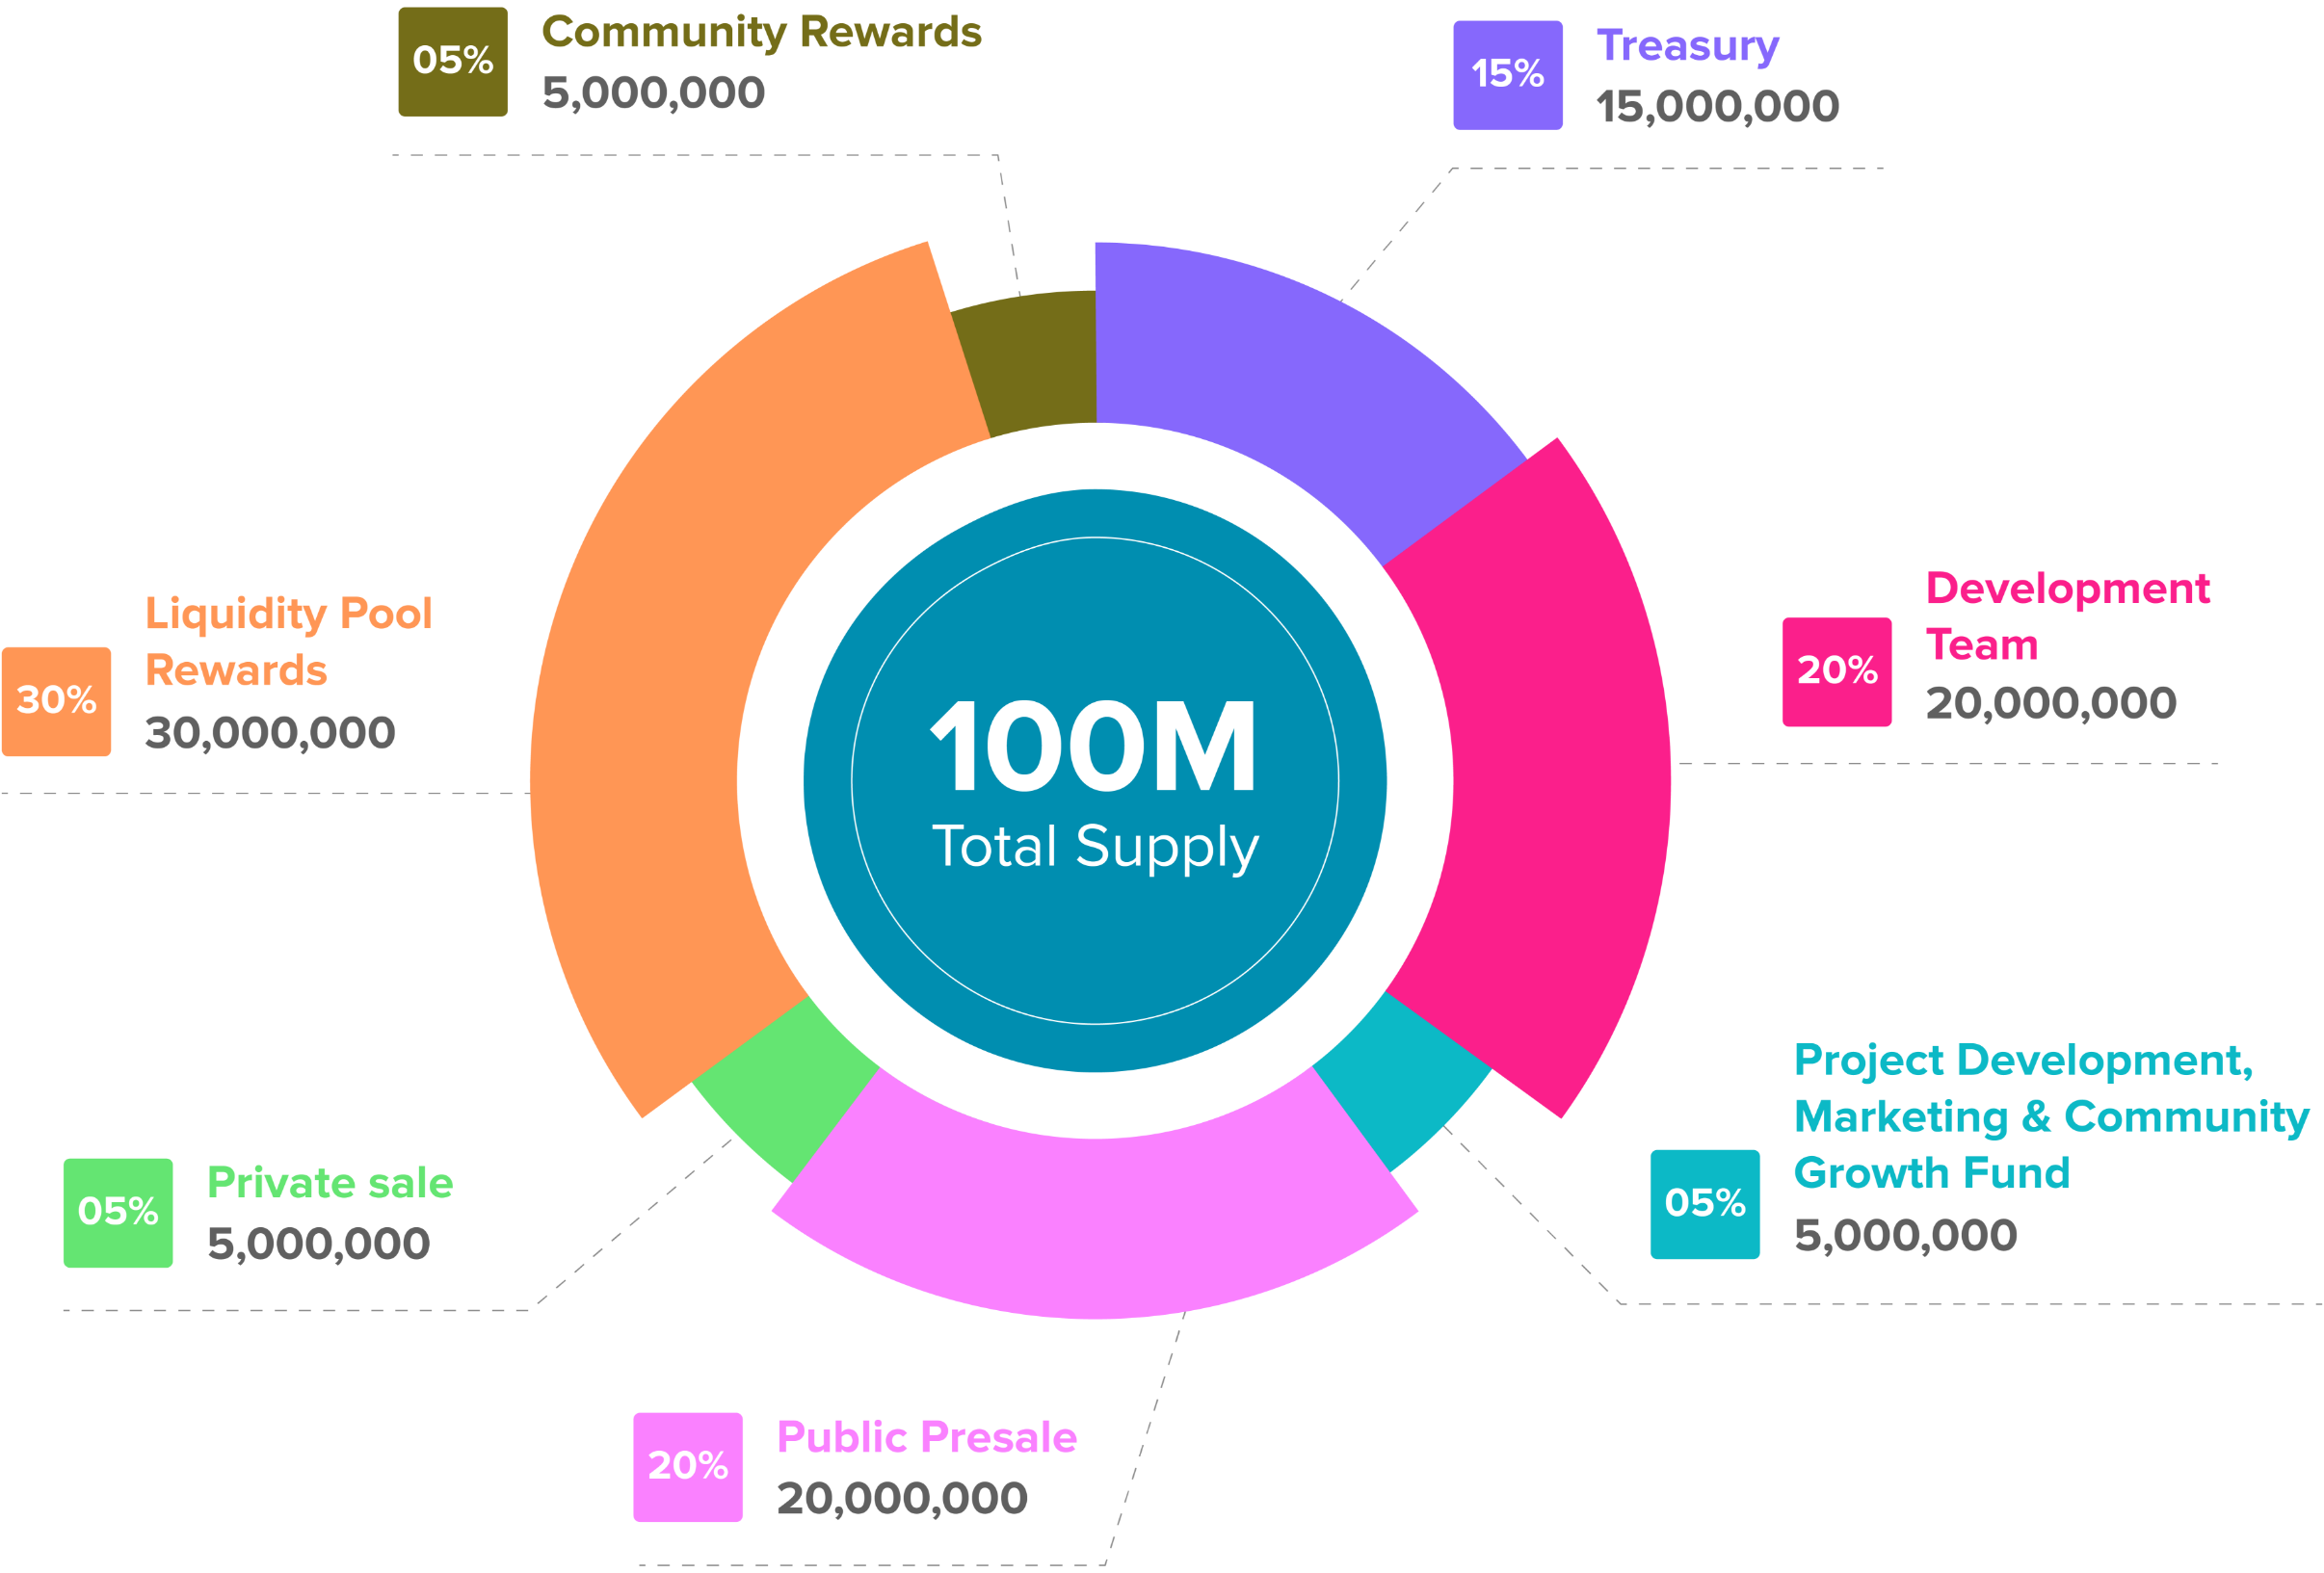 05%
Community Rewards
5,000,000
15%
Treasury
15,000,000
Liquidity Pool
Rewards
30%
30,000,000
100M
Total Supply
Development
Team
20%
20,000,000
Project Development,
Marketing & Community
Growth Fund
05%
5,000,000
05%
Private sale
5,000,000
20%
Public Presale
20,000,000